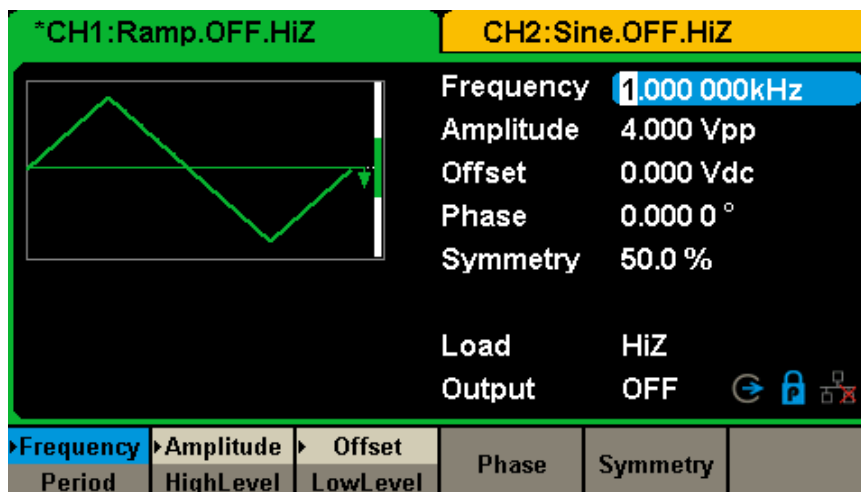 *CH1:Ramp.OFF.HiZ CH2:Sine.OFF.HiZ
Frequency 1.000 000kHz
Amplitude 4.000 Vpp
Offset 0.000 Vdc
Phase 0.000 0 °
Symmetry 50.0 %
Load HiZ
Output OFF P
Frequency Amplitude Offset Phase Symmetry
Period HighLevel LowLevel